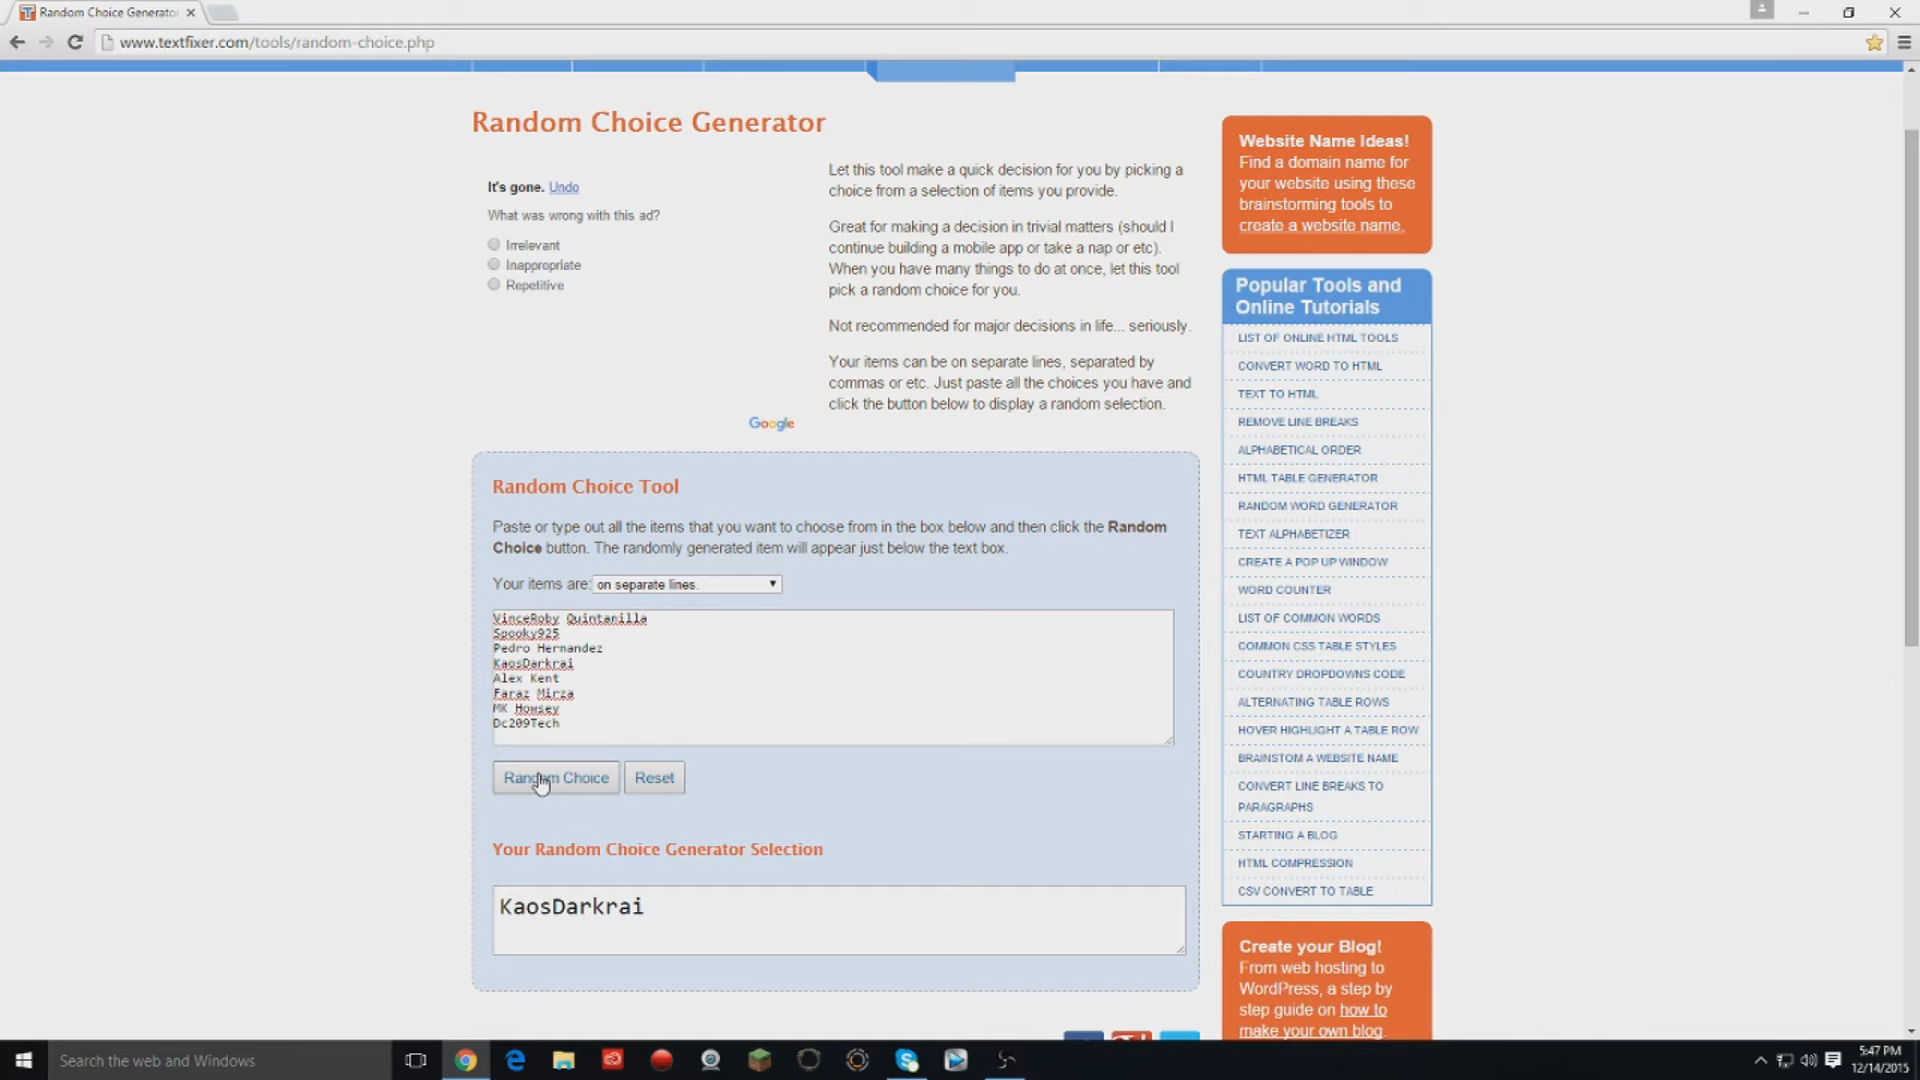 Random Choice Generator
www.textfixer.com/tools/random-choice.php
Random Choice Generator
It's gone. Undo
What was wrong with this ad?
Irrelevant
Inappropriate
Repetitive
Google
Let this tool make a quick decision for you by picking a
choice from a selection of items you provide.
Great for making a decision in trivial matters (should I
continue building a mobile app or take a nap or etc).
When you have many things to do at once, let this tool
pick a random choice for you.
Not recommended for major decisions in life... seriously.
Your items can be on separate lines, separated by
commas or etc. Just paste all the choices you have and
click the button below to display a random selection.
Random Choice Tool
Paste or type out all the items that you want to choose from in the box below and then click the Random
Choice button. The randomly generated item will appear just below the text box.
Your items are: on separate lines.
VinceRoby Quintanilla
Spooky925
Pedro Hernandez
KaosDarkrai
Alex Kent
Faraz Mirza
MK Howsey
Dc209Tech
Random Choice Reset
Your Random Choice Generator Selection
KaosDarkrai
Website Name Ideas!
Find a domain name for
your website using these
brainstorming tools to
create a website name.
Popular Tools and
Online Tutorials
LIST OF ONLINE HTML TOOLS
CONVERT WORD TO HTML
TEXT TO HTML
REMOVE LINE BREAKS
ALPHABETICAL ORDER
HTML TABLE GENERATOR
RANDOM WORD GENERATOR
TEXT ALPHABETIZER
CREATE A POP UP WINDOW
WORD COUNTER
LIST OF COMMON WORDS
COMMON CSS TABLE STYLES
COUNTRY DROPDOWNS CODE
ALTERNATING TABLE ROWS
HOVER HIGHLIGHT A TABLE ROW
BRAINSTOM A WEBSITE NAME
CONVERT LINE BREAKS TO
PARAGRAPHS
STARTING A BLOG
HTML COMPRESSION
CSV CONVERT TO TABLE
Create your Blog!
From web hosting to
WordPress, a step by
step guide on how to
make your own blog.
Search the web and Windows
5:47 PM
12/14/2015